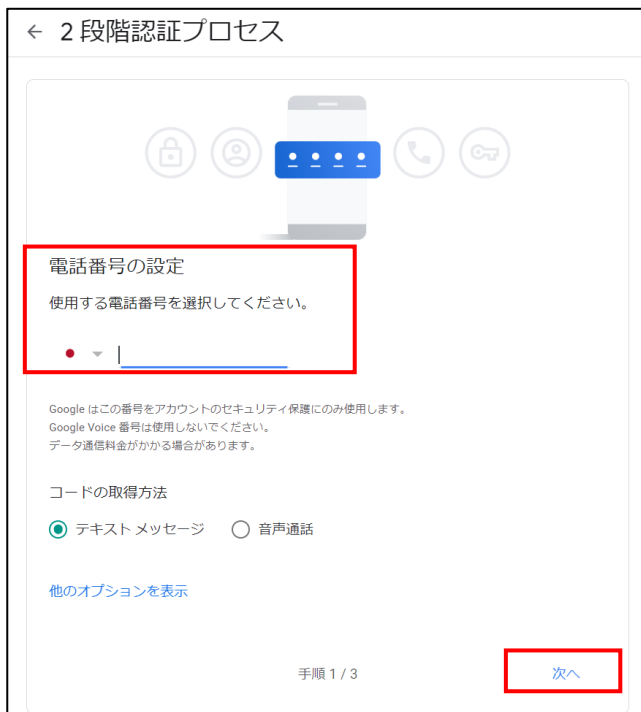 2 段階認証プロセス
電話番号の設定
使用する電話番号を選択してください。
Google はこの番号をアカウントのセキュリティ保護にのみ使用します。
Google Voice 番号は使用しないでください。
データ通信料金がかかる場合があります。
コードの取得方法
テキスト メッセージ 音声通話
他のオプションを表示
手順 1 / 3 次へ